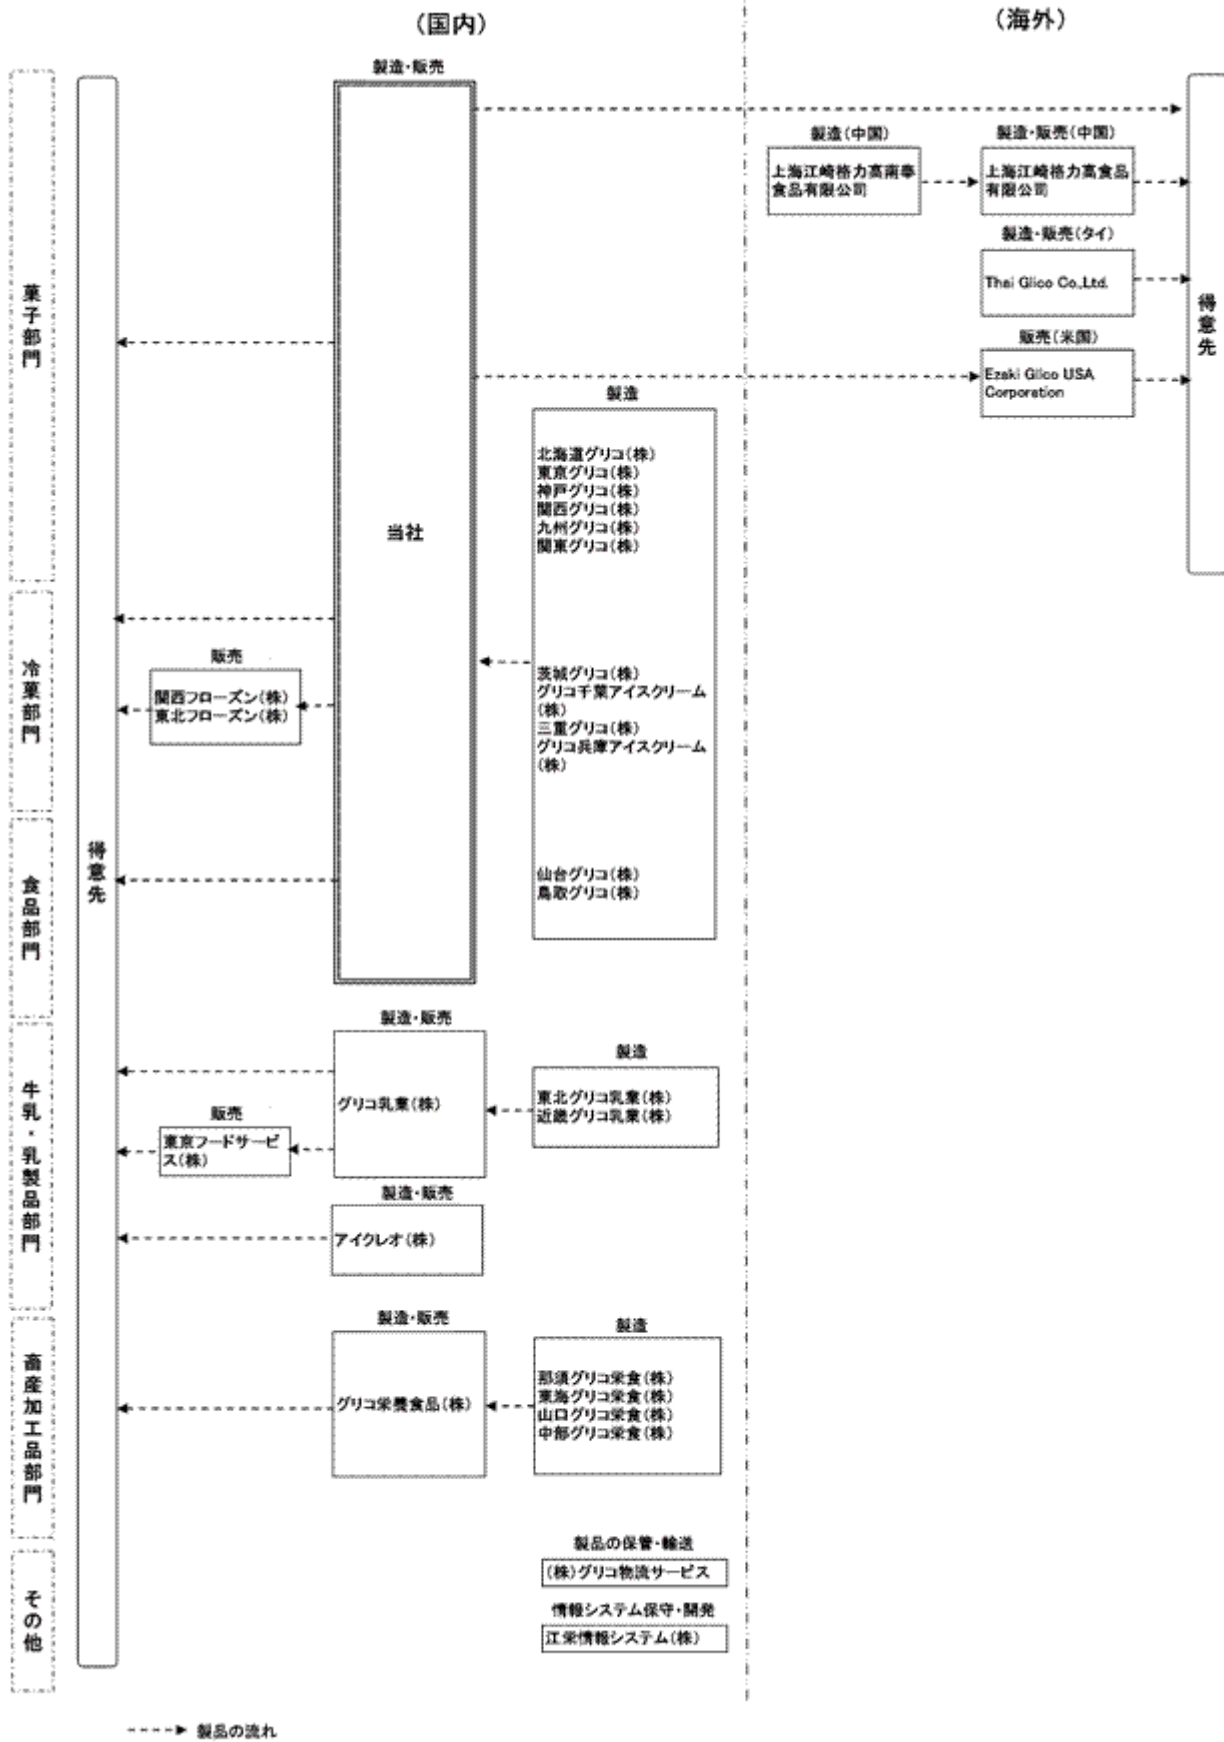 (国内)
(海外)
製造・販売
製造(中国)
製造・販売(中国)
上海江崎格力高南奉
食品有限公司
上海江崎格力高食品
有限公司
製造・販売(タイ)
Thai Glico Co.,Ltd.
販売(米国)
Ezaki Glico USA
Corporation
得意先
菓子部門
当社
製造
北海道グリコ(株)
東京グリコ(株)
神戸グリコ(株)
関西グリコ(株)
九州グリコ(株)
関東グリコ(株)
冷菓部門
販売
関西フローズン(株)
東北フローズン(株)
茨城グリコ(株)
グリコ千葉アイスクリーム
(株)
三重グリコ(株)
グリコ兵庫アイスクリーム
(株)
得意先
食品部門
仙台グリコ(株)
鳥取グリコ(株)
牛乳・乳製品部門
製造・販売
グリコ乳業(株)
製造
東北グリコ乳業(株)
近畿グリコ乳業(株)
販売
東京フードサービ
ス(株)
製造・販売
アイクレオ(株)
畜産加工品部門
製造・販売
グリコ栄養食品(株)
製造
那須グリコ栄食(株)
東海グリコ栄食(株)
山口グリコ栄食(株)
中部グリコ栄食(株)
その他
製品の保管・輸送
(株)グリコ物流サービス
情報システム保守・開発
江栄情報システム(株)
製品の流れ